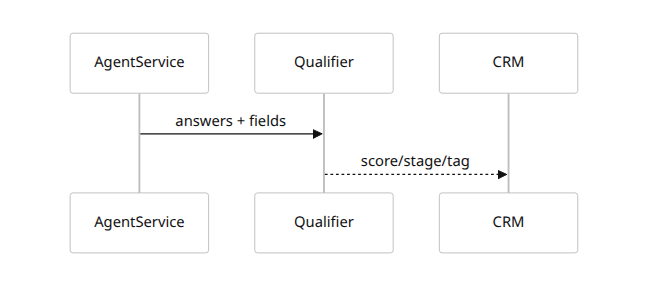 AgentService
Qualifier
CRM
answers + fields
score/stage/tag
AgentService
Qualifier
CRM